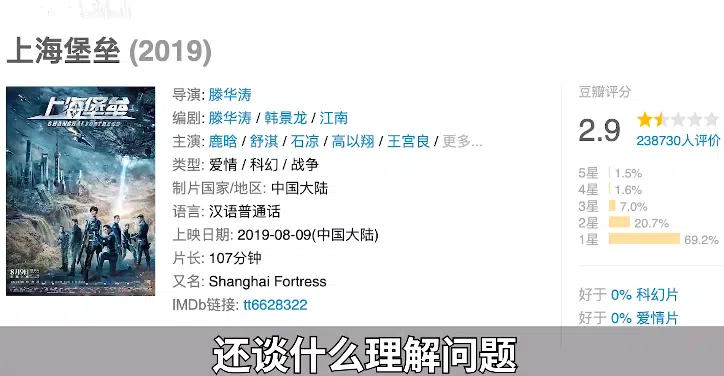 上海堡垒 (2019)
上海堡垒
SHANGHAI FORTRESS
8月9日
导演: 滕华涛
编剧: 滕华涛 / 韩景龙 / 江南
主演: 鹿晗 / 舒淇 / 石凉 / 高以翔 / 王宫良 / 更多...
类型: 爱情 / 科幻 / 战争
制片国家/地区: 中国大陆
语言: 汉语普通话
上映日期: 2019-08-09(中国大陆)
片长: 107分钟
又名: Shanghai Fortress
IMDb链接: tt6628322
豆瓣评分
2.9
238730人评价
5星 1.5%
4星 1.6%
3星 7.0%
2星 20.7%
1星 69.2%
好于 0% 科幻片
好于 0% 爱情片
还谈什么理解问题